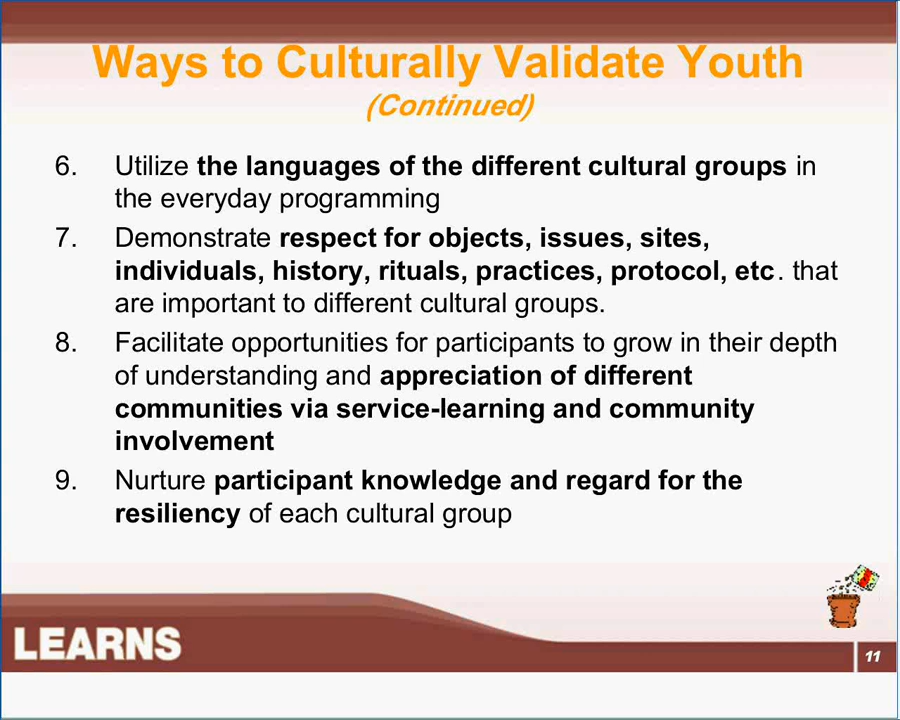 Ways to Culturally Validate Youth
(Continued)
6. Utilize the languages of the different cultural groups in
the everyday programming
7. Demonstrate respect for objects, issues, sites,
individuals, history, rituals, practices, protocol, etc. that
are important to different cultural groups.
8. Facilitate opportunities for participants to grow in their depth
of understanding and appreciation of different
communities via service-learning and community
involvement
9. Nurture participant knowledge and regard for the
resiliency of each cultural group
LEARNS
11